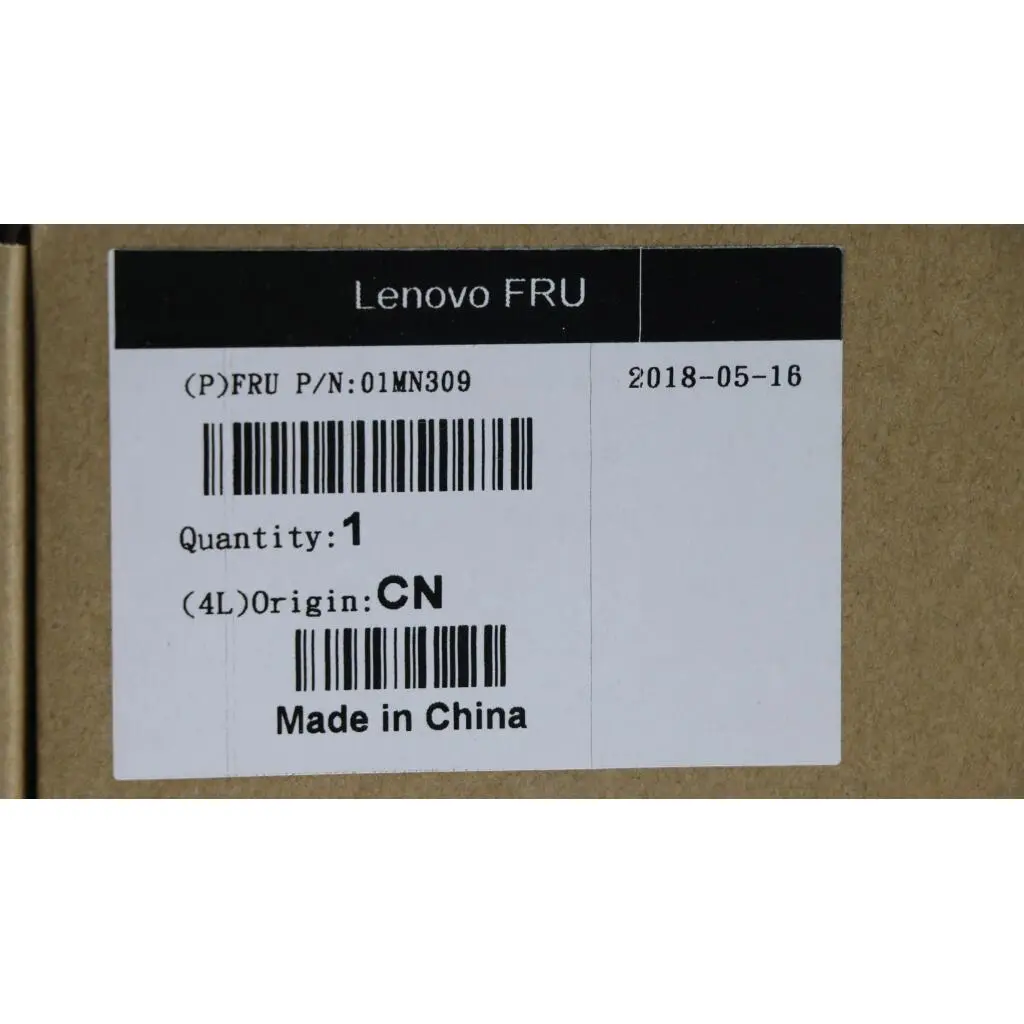 Lenovo FRU
(P)FRU P/N:01MN309
2018-05-16
Quantity:1
(4L)Origin:CN
Made in China